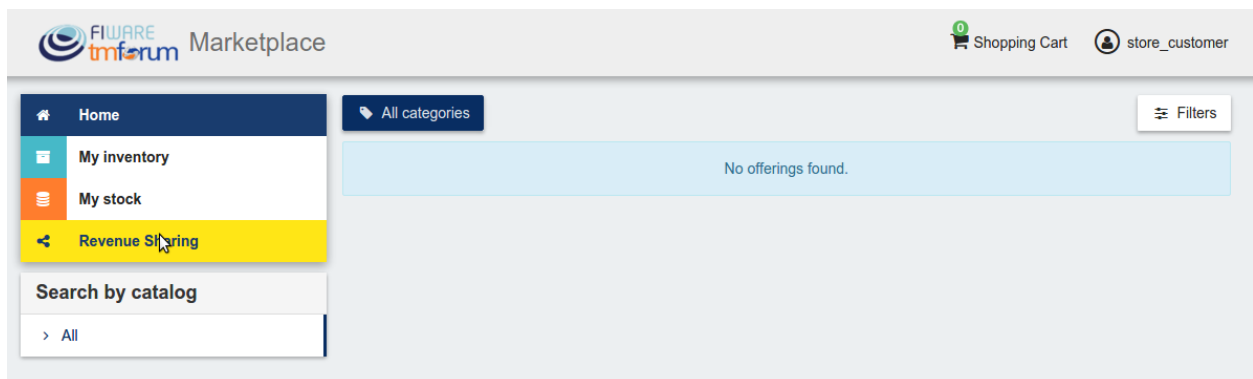 FIWARE
tmforum
Marketplace
0
Shopping Cart
store_customer
Home
My inventory
My stock
Revenue Sharing
Search by catalog
All
All categories
Filters
No offerings found.